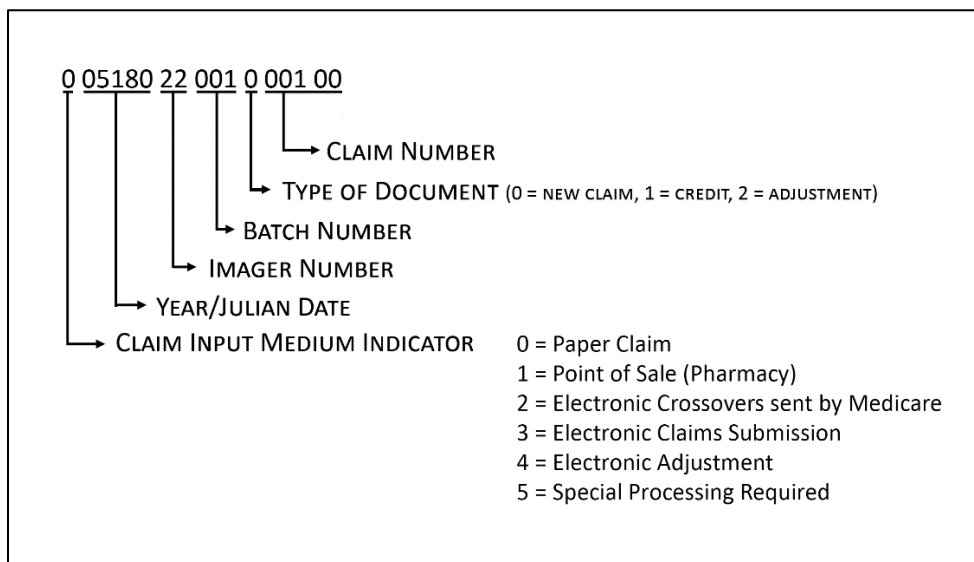 0 05180 22 001 0 001 00
CLAIM NUMBER
TYPE OF DOCUMENT (0 = NEW CLAIM, 1 = CREDIT, 2 = ADJUSTMENT)
BATCH NUMBER
IMAGER NUMBER
YEAR/JULIAN DATE
CLAIM INPUT MEDIUM INDICATOR
0 = Paper Claim
1 = Point of Sale (Pharmacy)
2 = Electronic Crossovers sent by Medicare
3 = Electronic Claims Submission
4 = Electronic Adjustment
5 = Special Processing Required